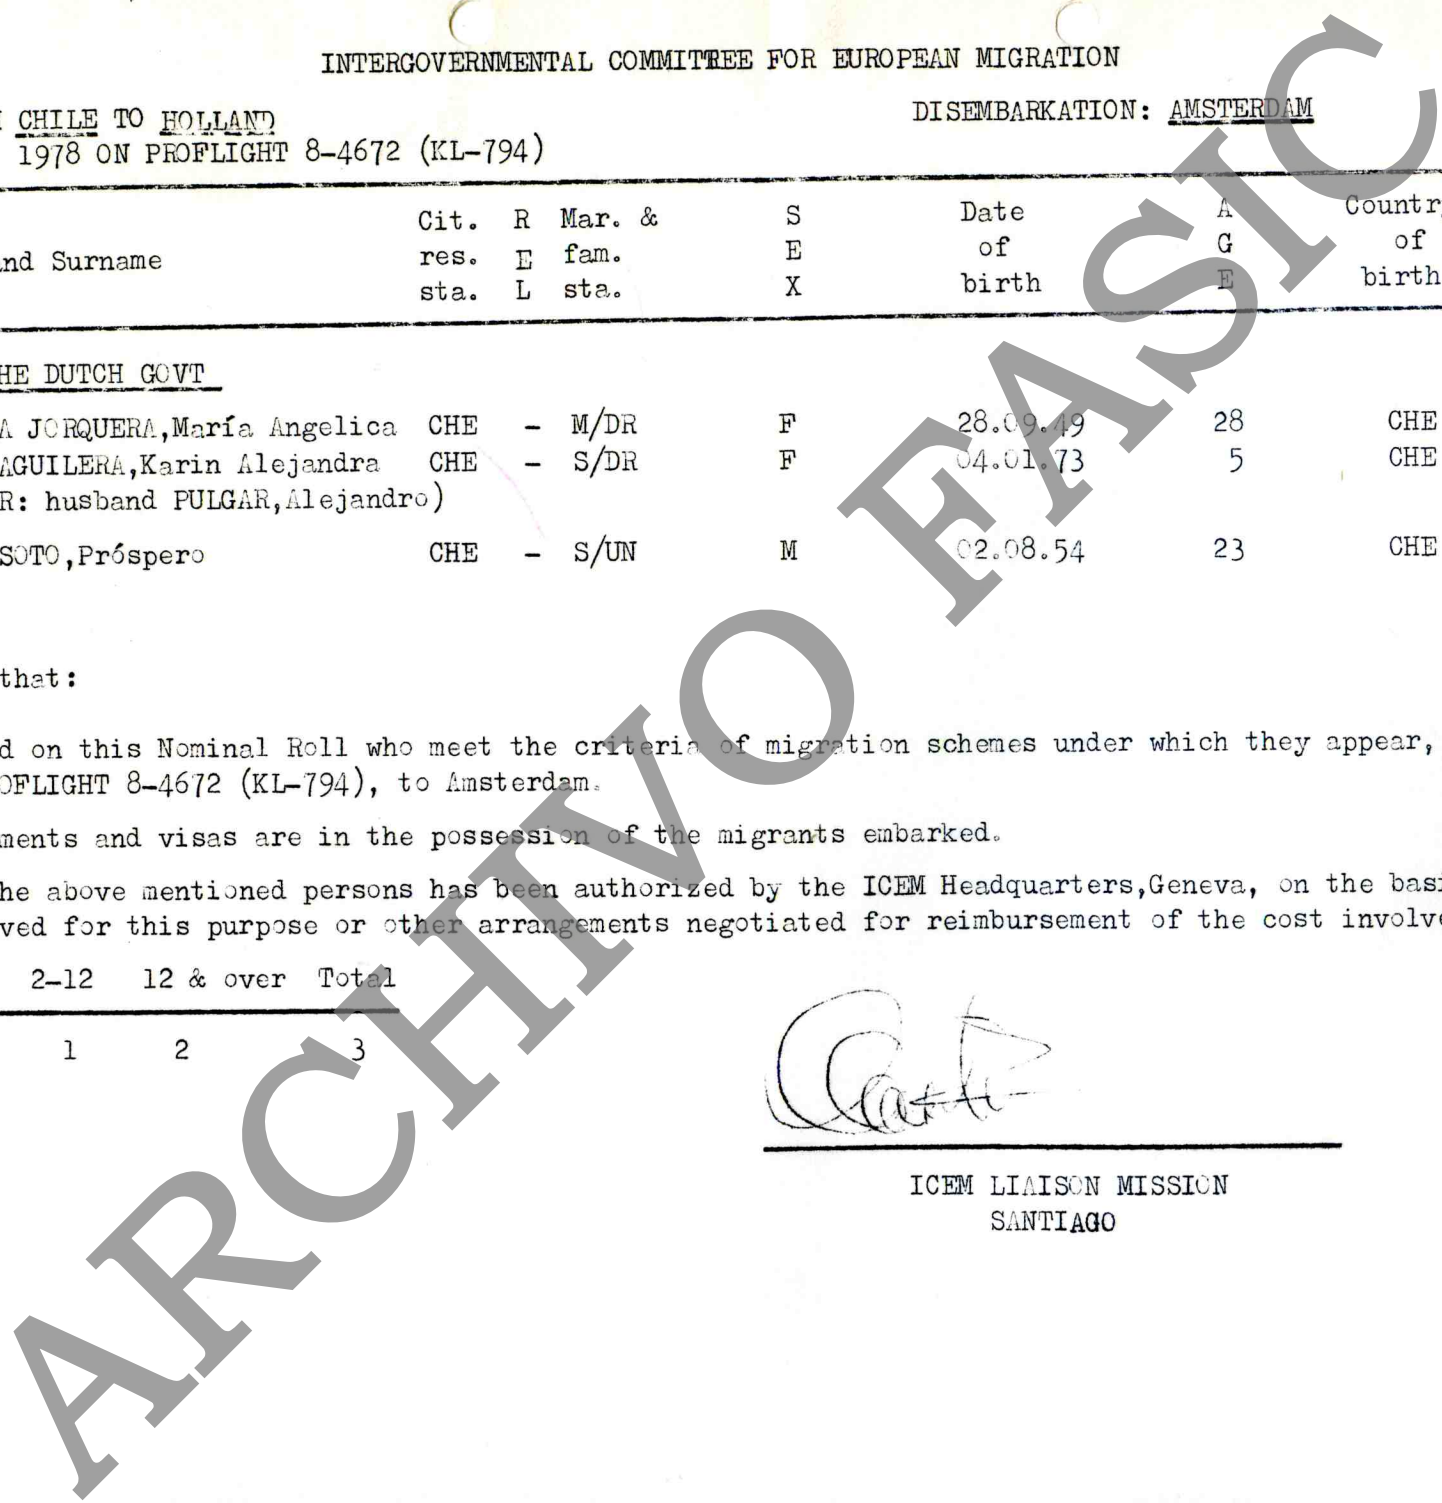 INTERGOVERNMENTAL COMMITTEE FOR EUROPEAN MIGRATION
CHILE TO HOLLAND DISEMBARKATION: AMSTERDAM
1978 ON PROFLIGHT 8-4672 (KL-794)
Cit. R Mar. & S Date A Countr
nd Surname res. E fam. E of G of
sta. L sta. X birth E birth
HE DUTCH GOVT
A JORQUERA,María Angelica CHE - M/DR F 28.09.49 28 CHE
AGUILERA,Karin Alejandra CHE - S/DR F 04.01.73 5 CHE
R: husband PULGAR,Alejandro)
SOTO,Próspero CHE - S/UN M 02.08.54 23 CHE
that:
d on this Nominal Roll who meet the criteria of migration schemes under which they appear,
OFLIGHT 8-4672 (KL-794), to Amsterdam.
ments and visas are in the possession of the migrants embarked.
he above mentioned persons has been authorized by the ICEM Headquarters,Geneva, on the basi
ved for this purpose or other arrangements negotiated for reimbursement of the cost involve
2-12 12 & over Total
1 2 3
ICEM LIAISON MISSION
SANTIAGO
ARCHIVO FASIC